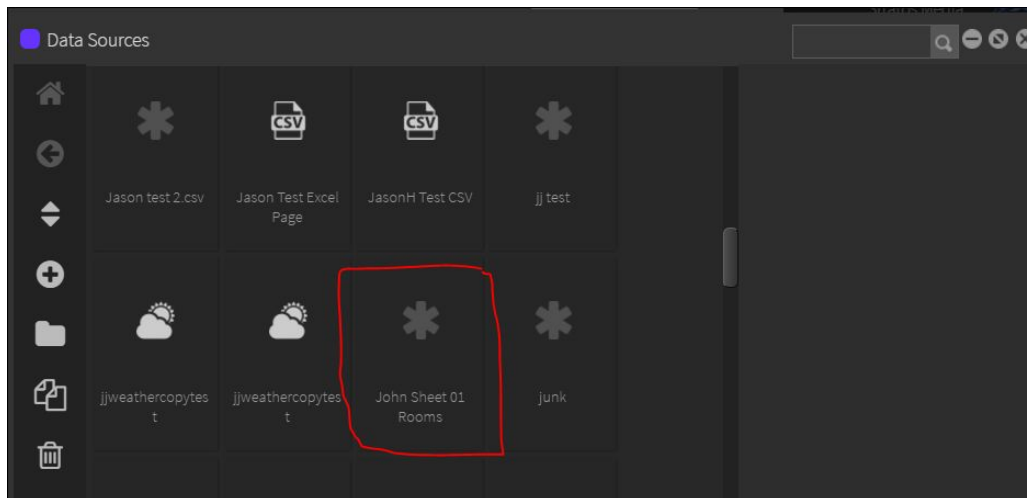 Data Sources
CSV
CSV
Jason test 2.csv
Jason Test Excel
Page
JasonH Test CSV
jj test
jjweathercopytes
t
jjweathercopytes
t
John Sheet 01
Rooms
junk